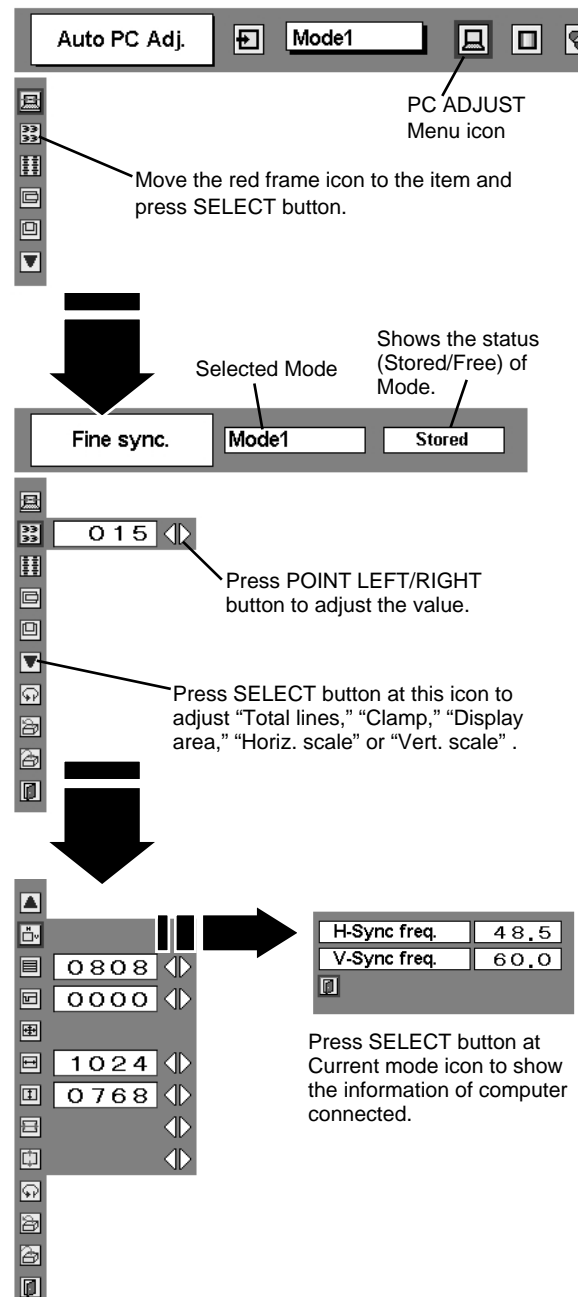 Auto PC Adj.
Mode1
PC ADJUST
Menu icon
Move the red frame icon to the item and
press SELECT button.
Shows the status
(Stored/Free) of
Mode.
Selected Mode
Fine sync.
Mode1
Stored
015
Press POINT LEFT/RIGHT
button to adjust the value.
Press SELECT button at this icon to
adjust “Total lines,” “Clamp,” “Display
area,” “Horiz. scale” or “Vert. scale” .
H-Sync freq. 48.5
V-Sync freq. 60.0
0808
0000
1024
0768
Press SELECT button at
Current mode icon to show
the information of computer
connected.